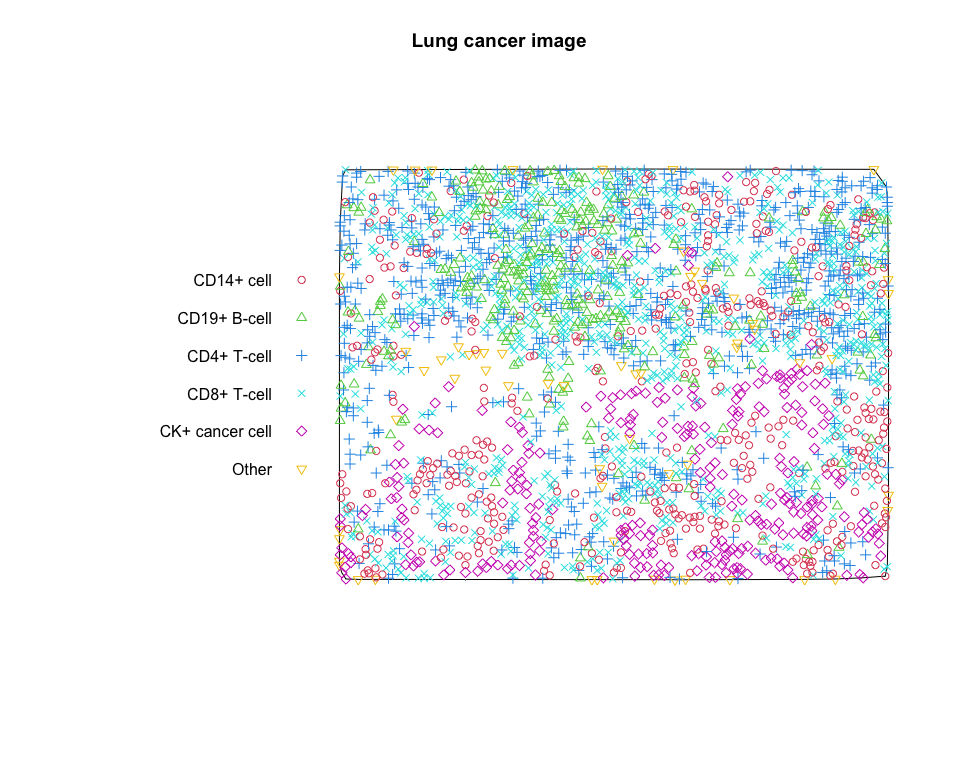 Lung cancer image
CD14+ cell
CD19+ B-cell
CD4+ T-cell
CD8+ T-cell
CK+ cancer cell
Other